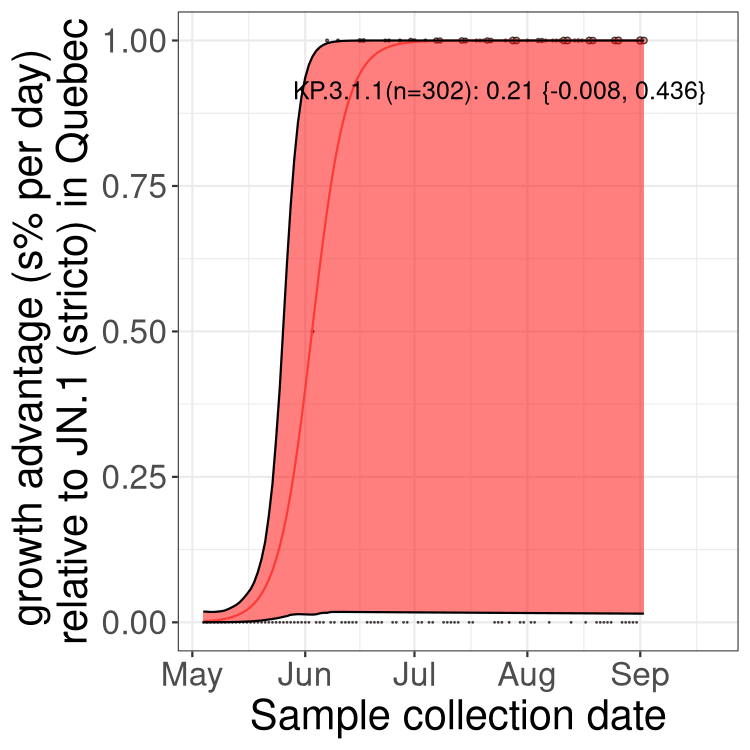 growth advantage (s% per day)
relative to JN.1 (stricto) in Quebec
1.00
0.75
0.50
0.25
0.00
KP.3.1.1(n=302): 0.21 {-0.008, 0.436}
May Jun Jul Aug Sep
Sample collection date